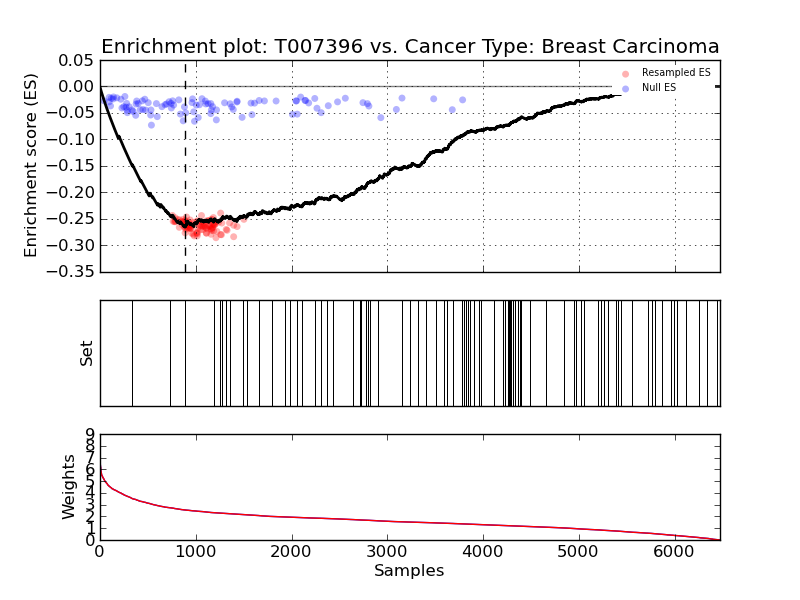 Enrichment plot: T007396 vs. Cancer Type: Breast Carcinoma
Enrichment score (ES)
0.05
0.00
−0.05
−0.10
−0.15
−0.20
−0.25
−0.30
−0.35
Resampled ES
Null ES
Set
Weights
9
8
7
6
5
4
3
2
1
0
0 1000 2000 3000 4000 5000 6000
Samples